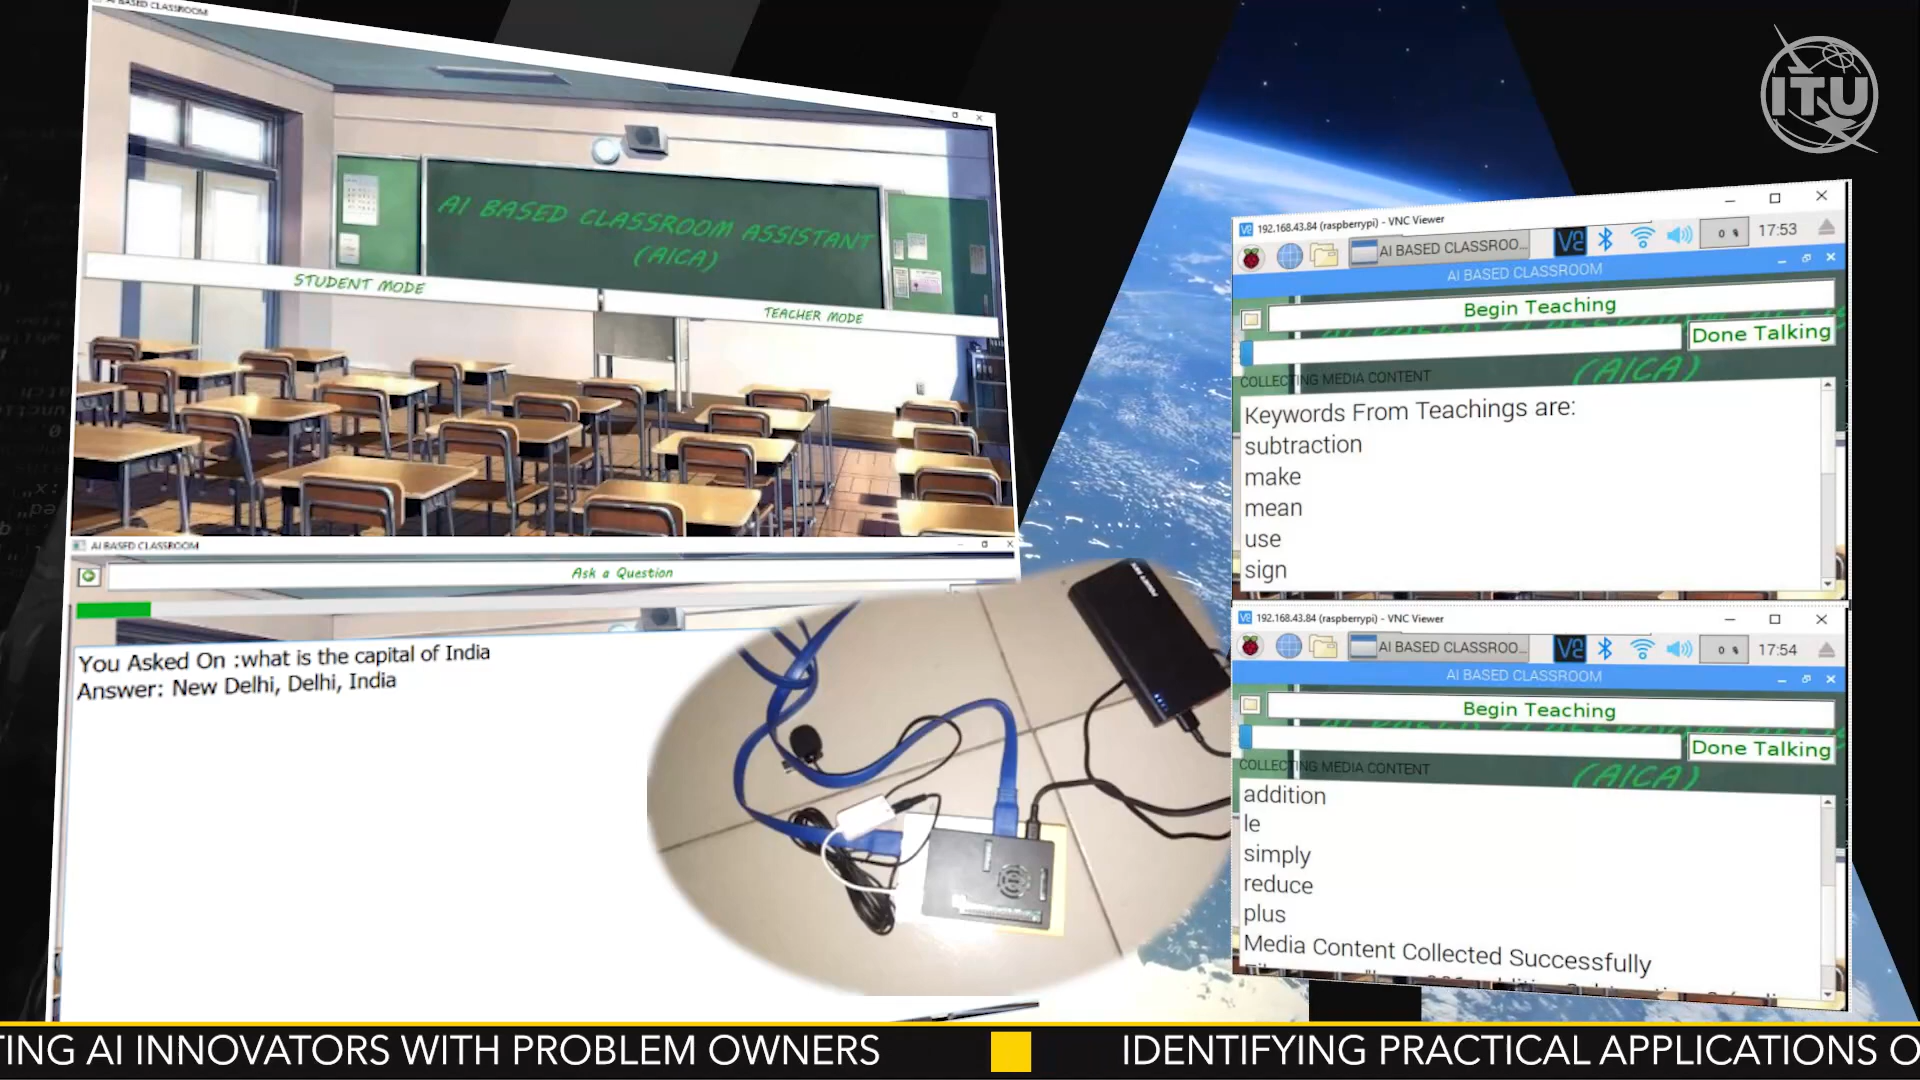 AI BASED CLASSROOM
AI BASED CLASSROOM ASSISTANT
(AICA)
STUDENT MODE
TEACHER MODE
AI BASED CLASSROOM
Ask a Question
You Asked On :what is the capital of India
Answer: New Delhi, Delhi, India
ITU
192.168.43.84 (raspberrypi) - VNC Viewer
AI BASED CLASSROO...
0 %
17:53
AI BASED CLASSROOM
Begin Teaching
Done Talking
(AICA)
COLLECTING MEDIA CONTENT
Keywords From Teachings are:
subtraction
make
mean
use
sign
192.168.43.84 (raspberrypi) - VNC Viewer
AI BASED CLASSROO...
0 %
17:54
AI BASED CLASSROOM
Begin Teaching
Done Talking
(AICA)
COLLECTING MEDIA CONTENT
addition
le
simply
reduce
plus
Media Content Collected Successfully
TING AI INNOVATORS WITH PROBLEM OWNERS
IDENTIFYING PRACTICAL APPLICATIONS O